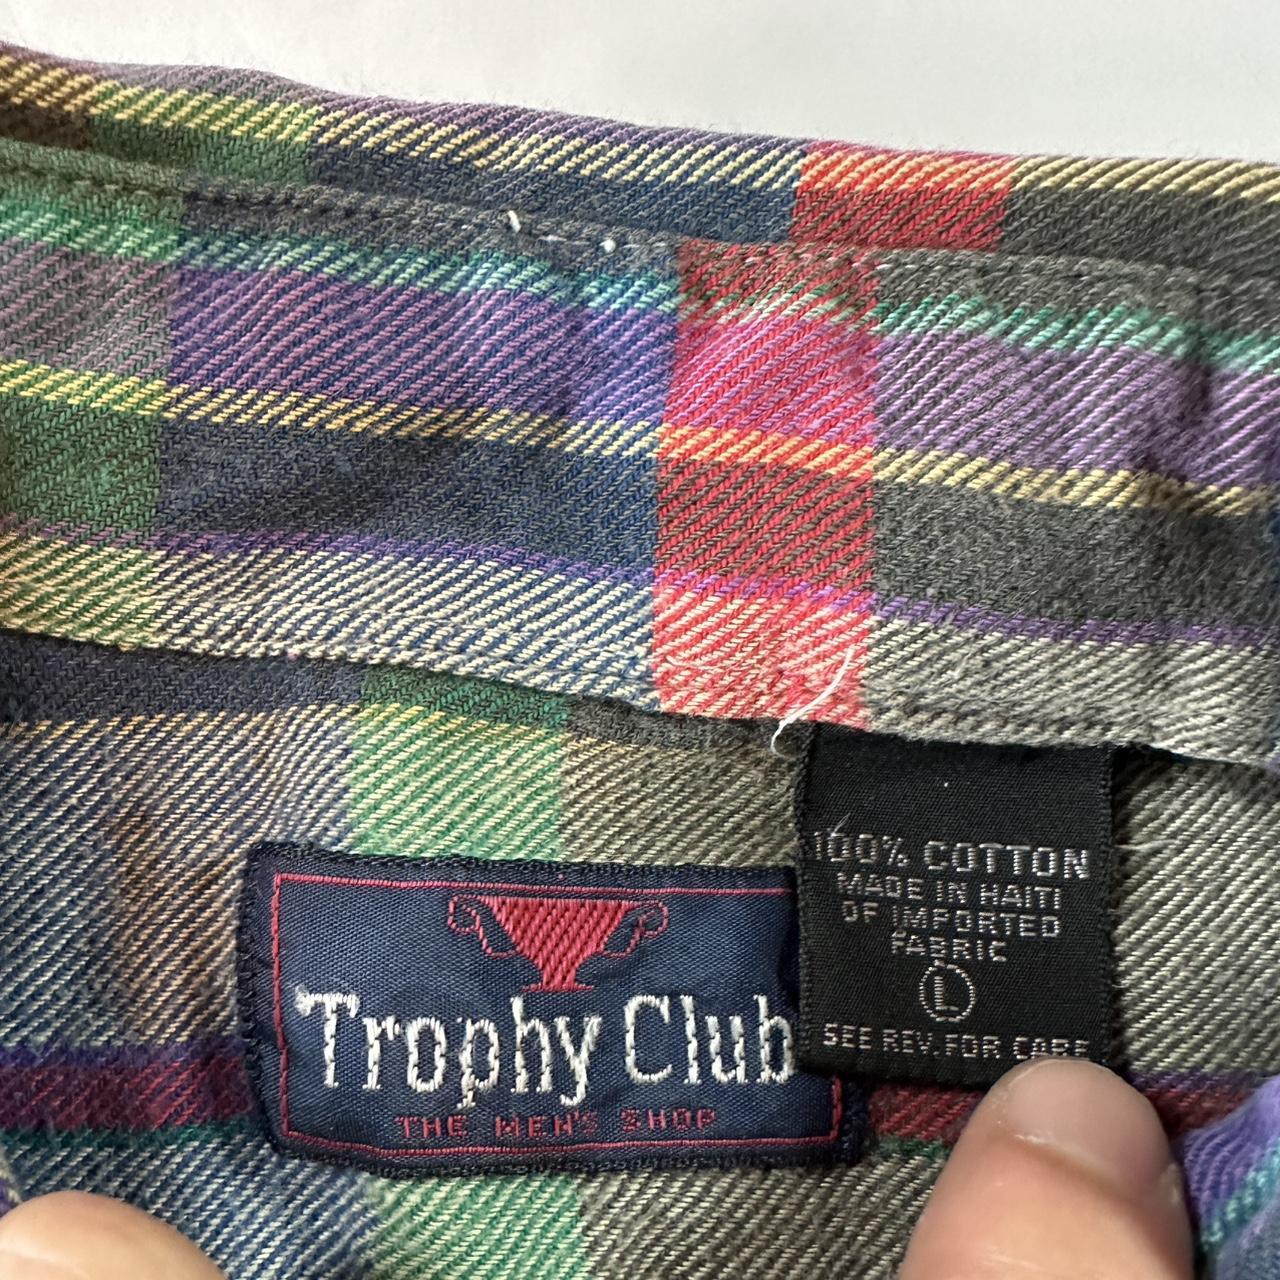 Trophy Club
THE MEN'S SHOP
100% COTTON
MADE IN HAITI
OF IMPORTED
FABRIC
L
SEE REV. FOR CARE